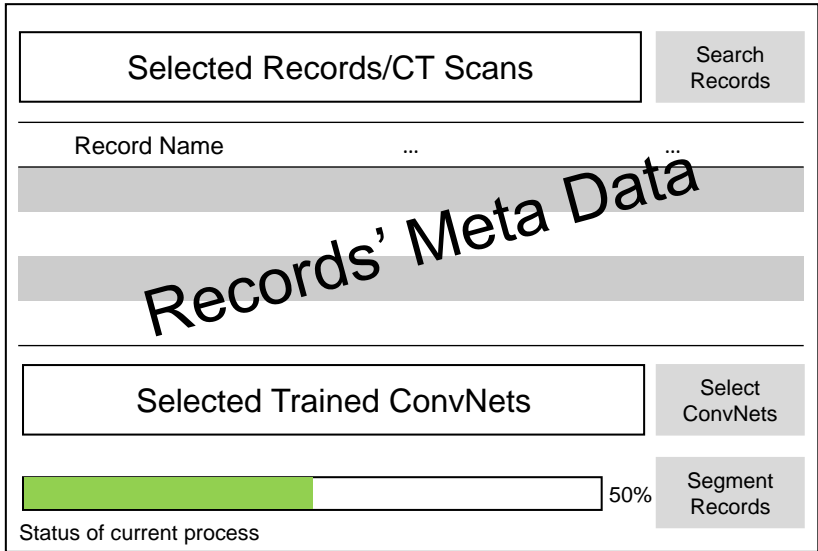 Selected Records/CT Scans
Search
Records
Record Name ... ...
Records' Meta Data
Selected Trained ConvNets
Select
ConvNets
50%
Segment
Records
Status of current process